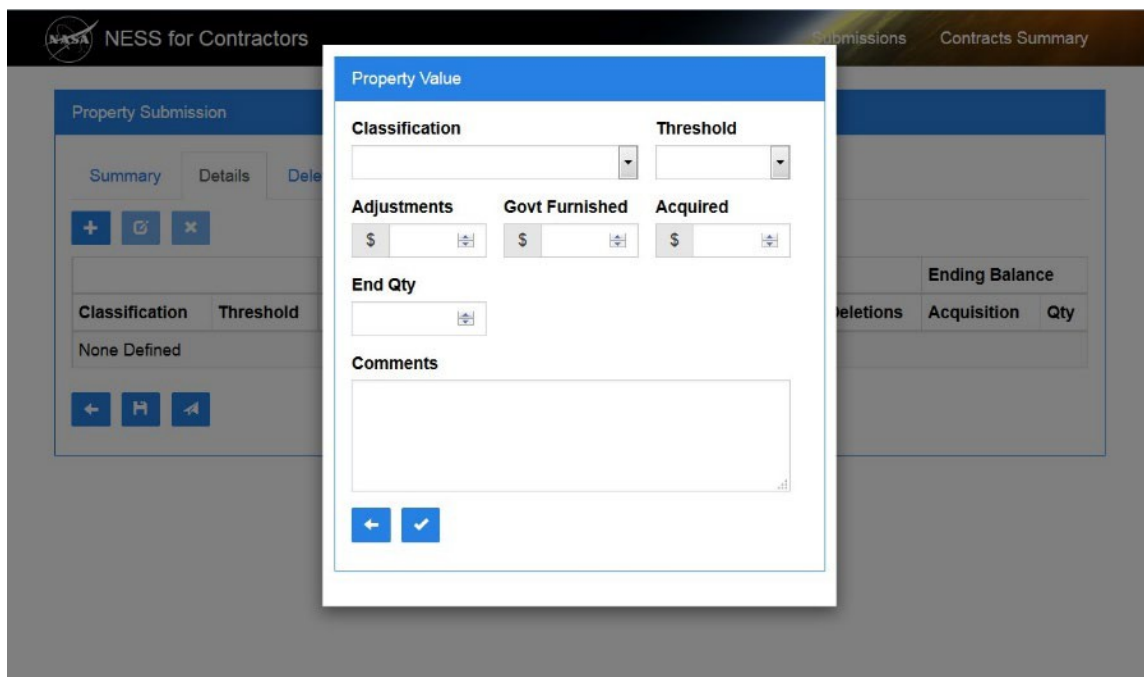 NASA NESS for Contractors
Submissions Contracts Summary
Property Submission
Summary Details Dele
Property Value
Classification Threshold
Adjustments Govt Furnished Acquired
$ $ $
End Qty
Comments
Ending Balance
Classification Threshold eletions Acquisition Qty
None Defined